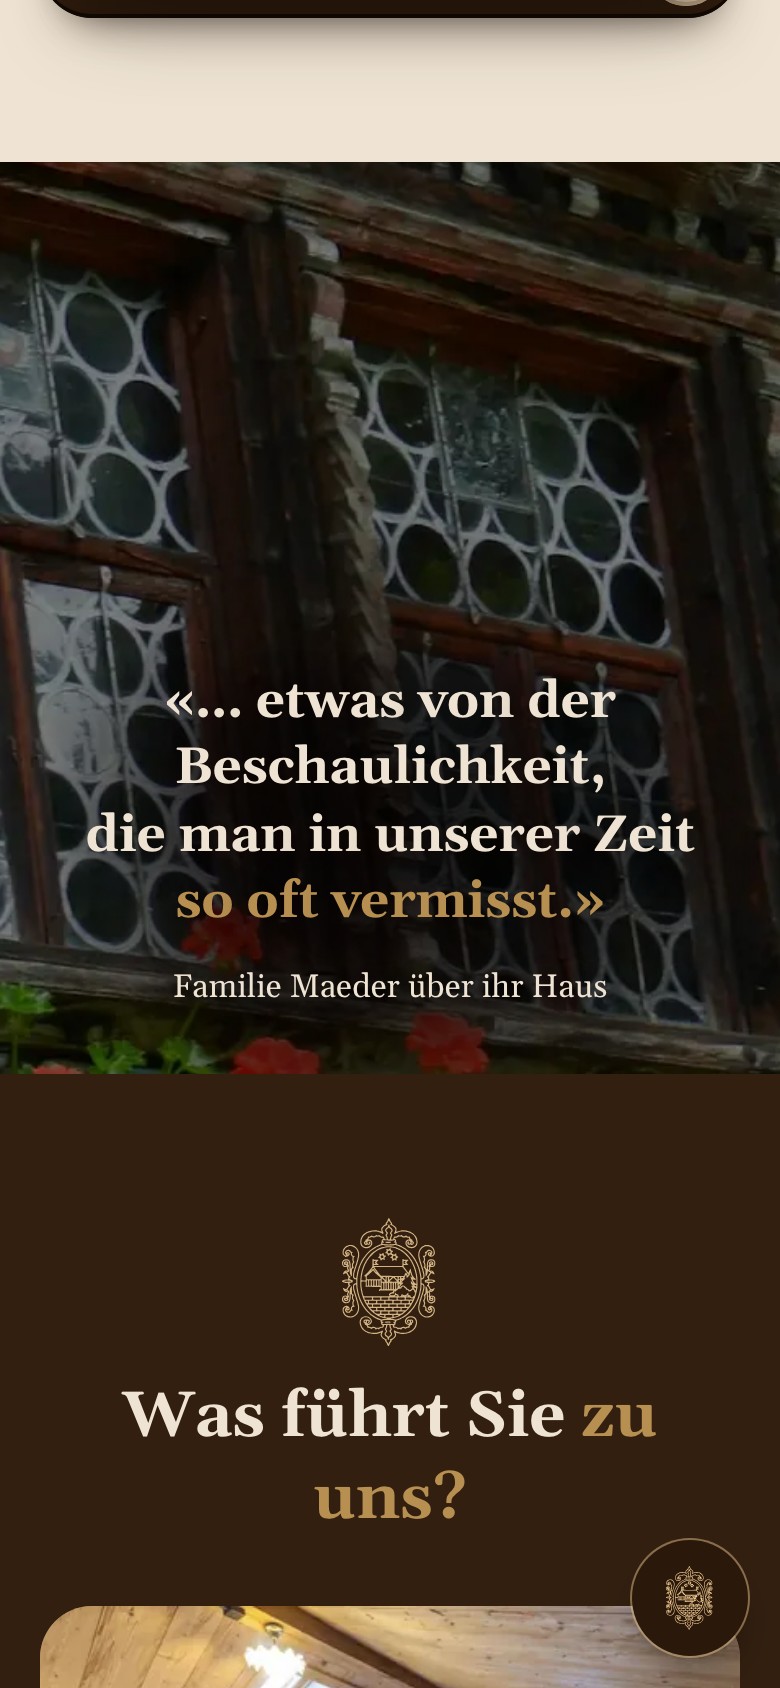 «... etwas von der
Beschaulichkeit,
die man in unserer Zeit
so oft vermisst.»
Familie Maeder über ihr Haus
Was führt Sie zu
uns?